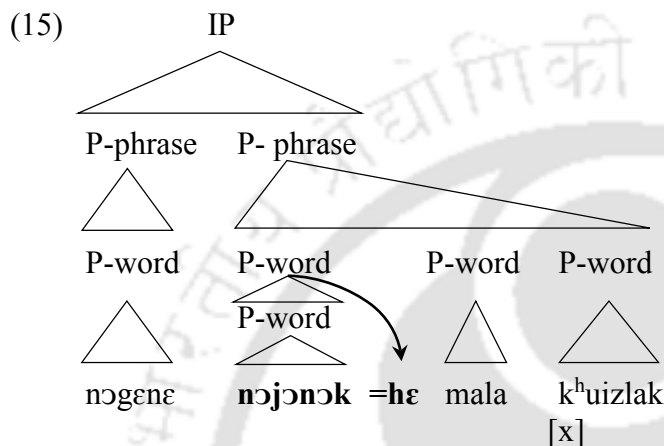 (15) IP
P-phrase P- phrase
P-word P-word P-word P-word
P-word
nɔgɛnɛ nɔjɔnɔk =hɛ mala kʰuizlak
[x]